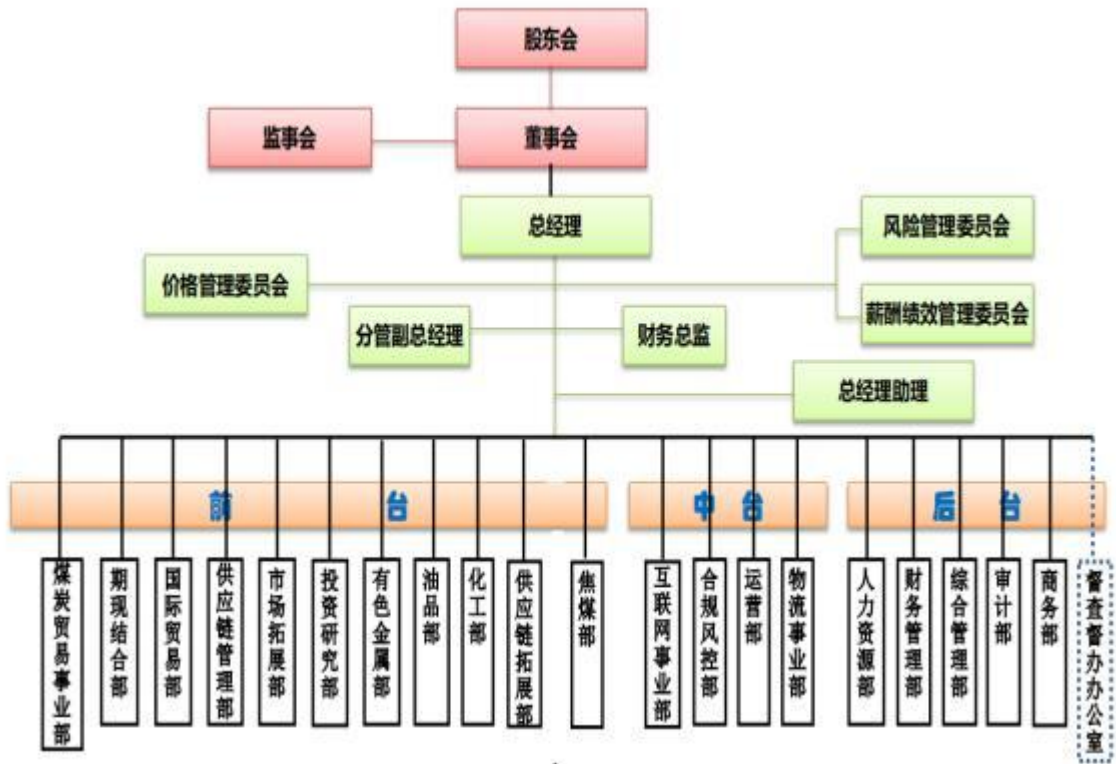 股东会
监事会
董事会
总经理
风险管理委员会
价格管理委员会
薪酬绩效管理委员会
分管副总经理
财务总监
总经理助理
前台
中台
后台
煤炭贸易事业部
期现结合部
国际贸易部
供应链管理部
市场拓展部
投资研究部
有色金属部
油品部
化工部
供应链拓展部
焦煤部
互联网事业部
合规风控部
运营部
物流事业部
人力资源部
财务管理部
综合管理部
审计部
商务部
督查督办办公室